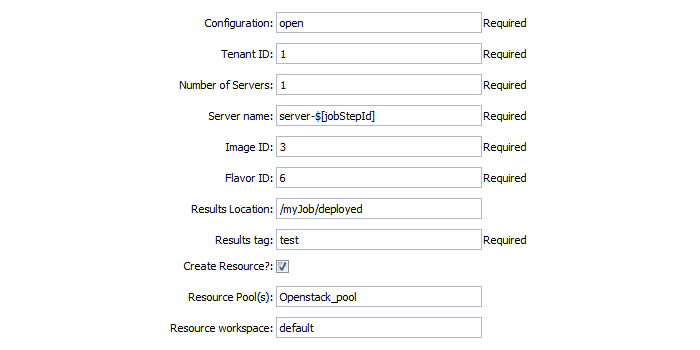 Configuration: open Required
Tenant ID: 1 Required
Number of Servers: 1 Required
Server name: server-$[jobStepId] Required
Image ID: 3 Required
Flavor ID: 6 Required
Results Location: /myJob/deployed
Results tag: test Required
Create Resource?:
Resource Pool(s): Openstack_pool
Resource workspace: default